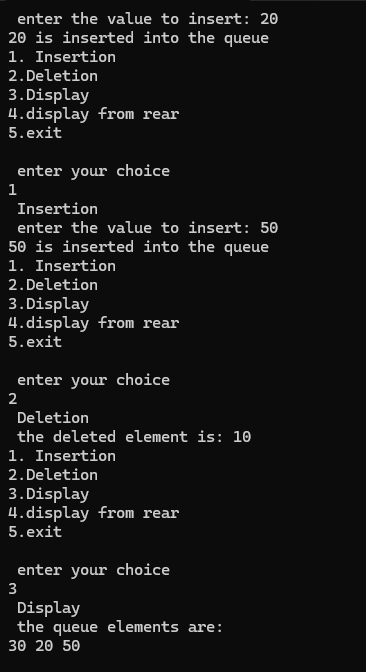 enter the value to insert: 20
20 is inserted into the queue
1. Insertion
2.Deletion
3.Display
4.display from rear
5.exit
enter your choice
1
Insertion
enter the value to insert: 50
50 is inserted into the queue
1. Insertion
2.Deletion
3.Display
4.display from rear
5.exit
enter your choice
2
Deletion
the deleted element is: 10
1. Insertion
2.Deletion
3.Display
4.display from rear
5.exit
enter your choice
3
Display
the queue elements are:
30 20 50